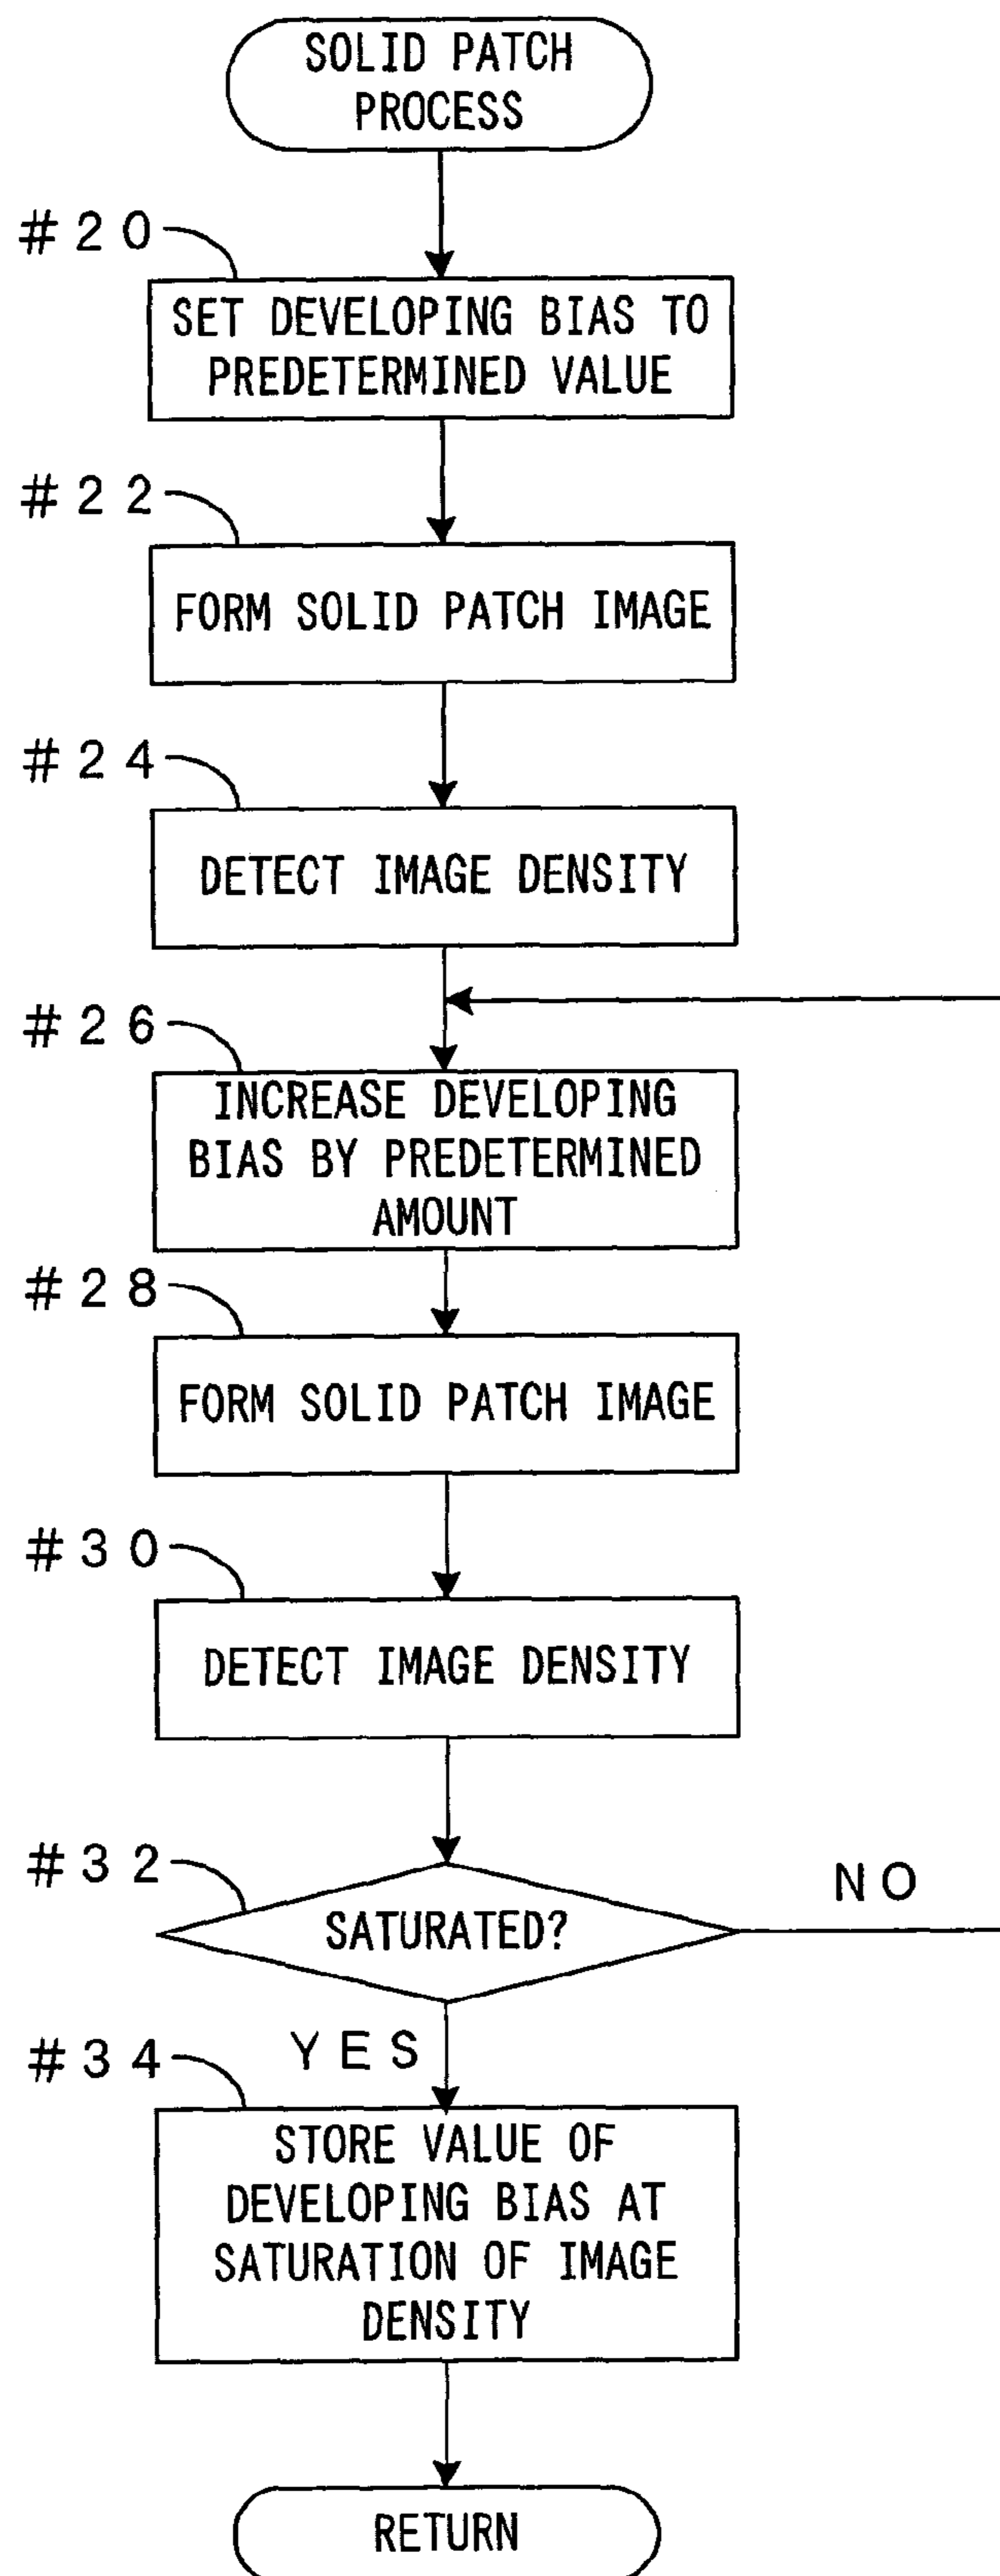 SOLID PATCH
PROCESS
#20
SET DEVELOPING BIAS TO
PREDETERMINED VALUE
#22
FORM SOLID PATCH IMAGE
#24
DETECT IMAGE DENSITY
#26
INCREASE DEVELOPING
BIAS BY PREDETERMINED
AMOUNT
#28
FORM SOLID PATCH IMAGE
#30
DETECT IMAGE DENSITY
#32
SATURATED?
NO
YES
#34
STORE VALUE OF
DEVELOPING BIAS AT
SATURATION OF IMAGE
DENSITY
RETURN